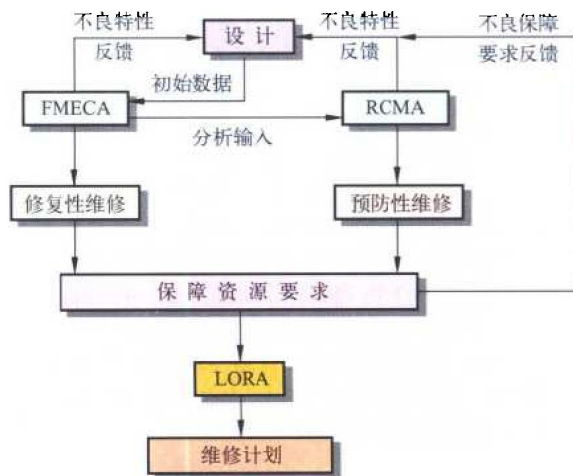 不良特性
反馈
设计
不良特性
反馈
不良保障
要求反馈
初始数据
FMECA
RCMA
分析输入
修复性维修
预防性维修
保障资源要求
LORA
维修计划